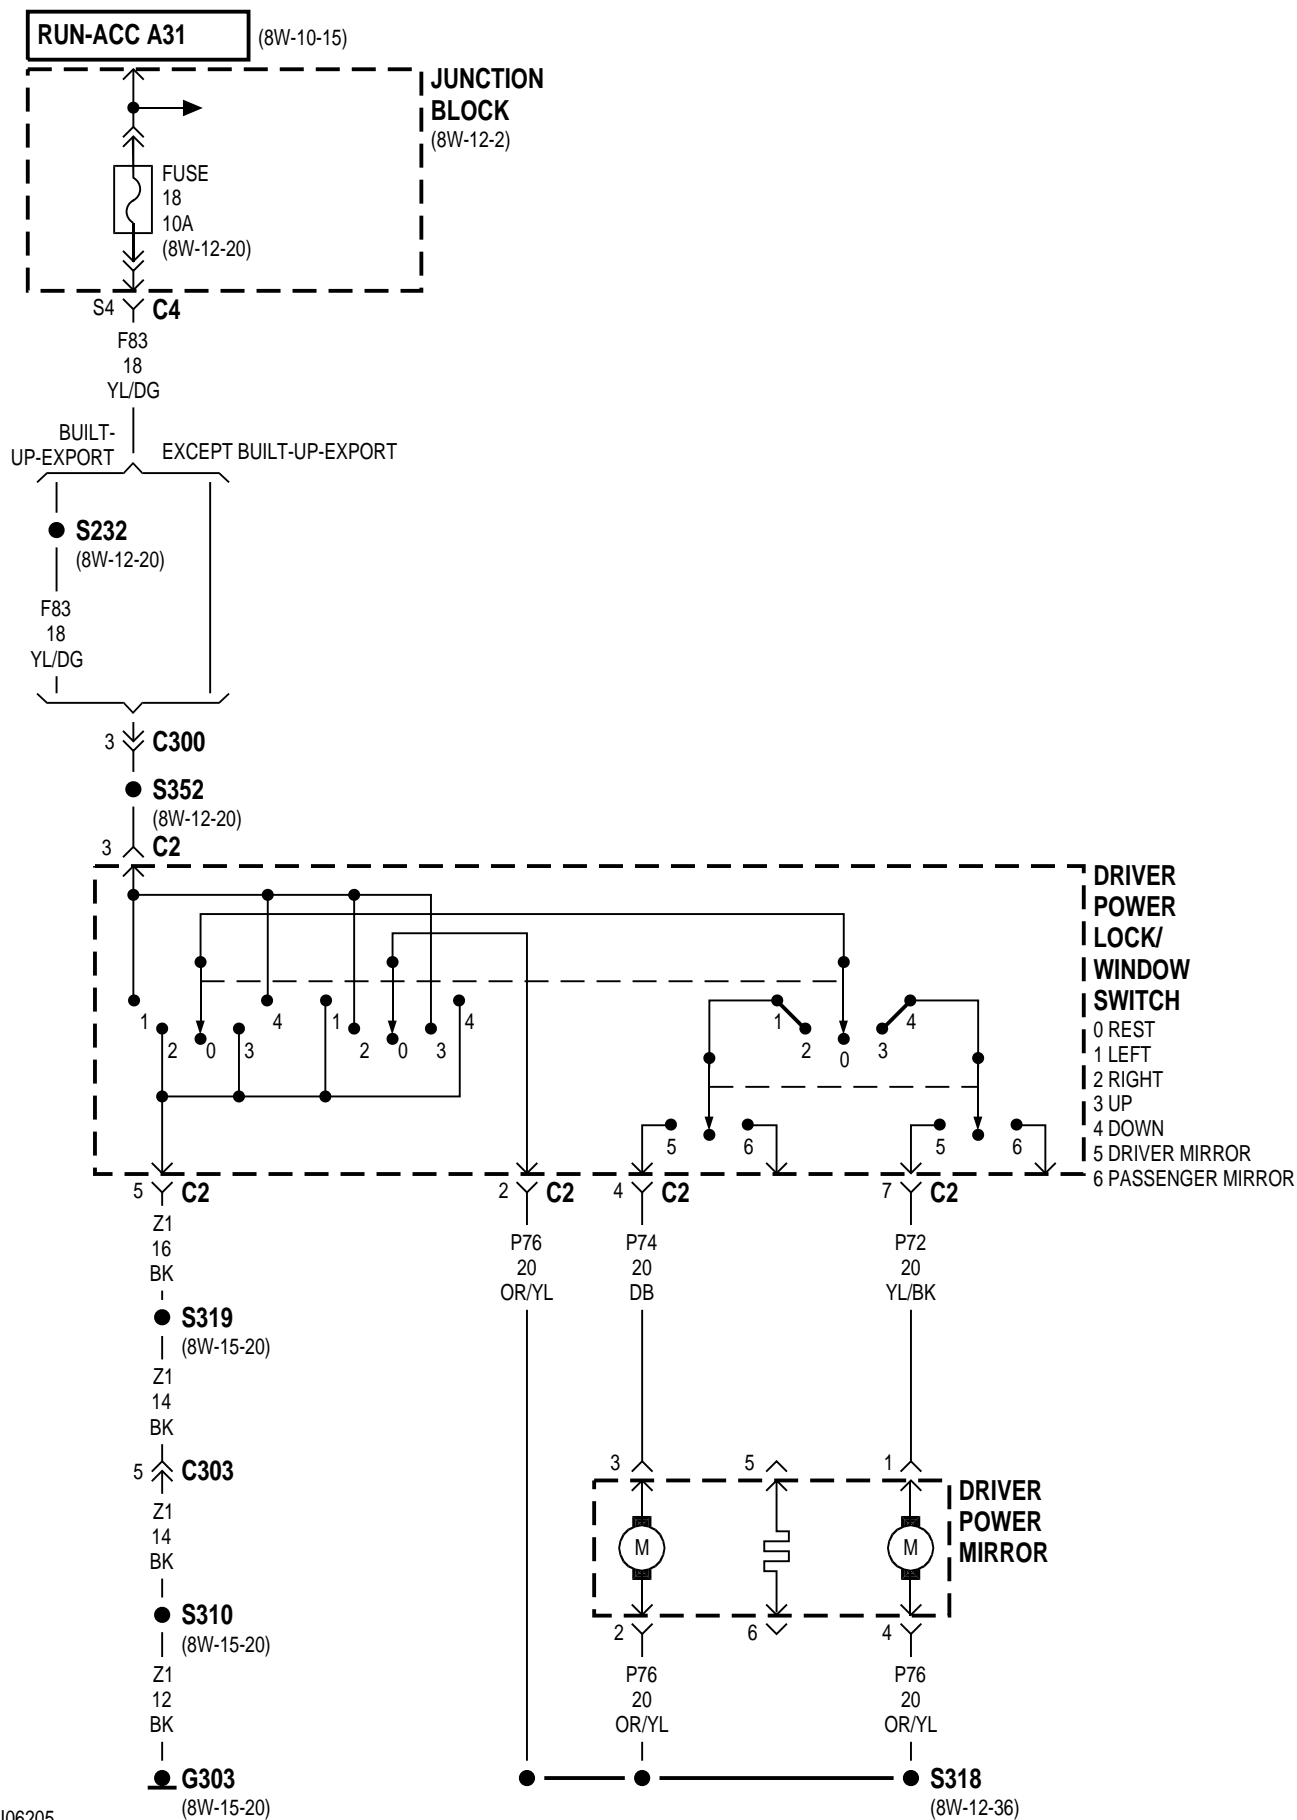 RUN-ACC A31
(8W-10-15)
JUNCTION
BLOCK
(8W-12-2)
FUSE
18
10A
(8W-12-20)
S4
C4
F83
18
YL/DG
BUILT-
UP-EXPORT
EXCEPT BUILT-UP-EXPORT
S232
(8W-12-20)
F83
18
YL/DG
3
C300
S352
(8W-12-20)
3
C2
DRIVER
POWER
LOCK/
WINDOW
SWITCH
0 REST
1 LEFT
2 RIGHT
3 UP
4 DOWN
5 DRIVER MIRROR
6 PASSENGER MIRROR
1
2
0
3
4
1
2
0
3
4
1
2
0
3
4
5
6
5
6
5
C2
2
C2
4
C2
7
C2
Z1
16
BK
P76
20
OR/YL
P74
20
DB
P72
20
YL/BK
S319
(8W-15-20)
Z1
14
BK
5
C303
3
5
1
DRIVER
POWER
MIRROR
M
M
Z1
14
BK
S310
(8W-15-20)
2
6
4
Z1
12
BK
P76
20
OR/YL
P76
20
OR/YL
G303
(8W-15-20)
S318
(8W-12-36)